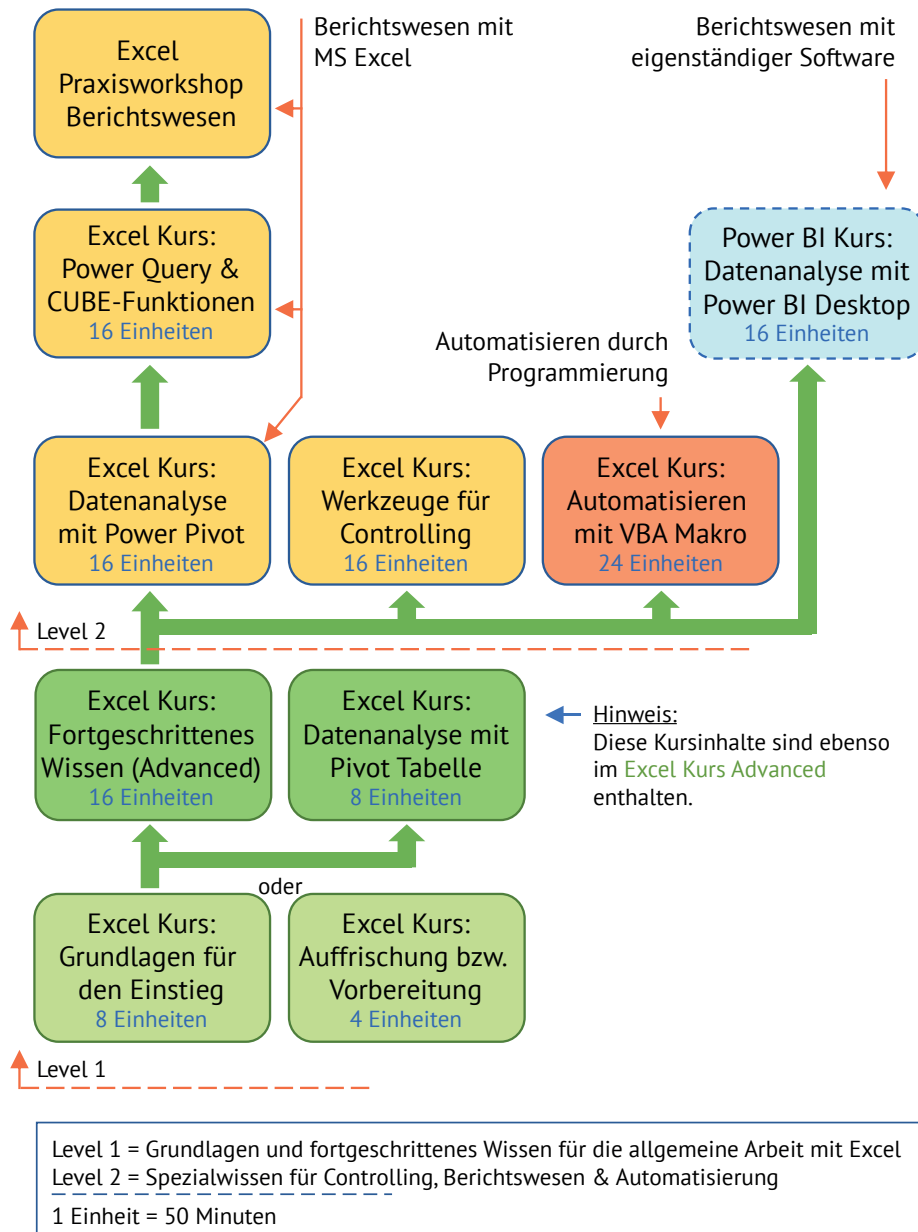 Excel
Praxisworkshop
Berichtswesen
Berichtswesen mit
MS Excel
Berichtswesen mit
eigenständiger Software
Excel Kurs:
Power Query &
CUBE-Funktionen
16 Einheiten
Power BI Kurs:
Datenanalyse mit
Power BI Desktop
16 Einheiten
Automatisieren durch
Programmierung
Excel Kurs:
Datenanalyse
mit Power Pivot
16 Einheiten
Excel Kurs:
Werkzeuge für
Controlling
16 Einheiten
Excel Kurs:
Automatisieren
mit VBA Makro
24 Einheiten
Level 2
Excel Kurs:
Fortgeschrittenes
Wissen (Advanced)
16 Einheiten
Excel Kurs:
Datenanalyse mit
Pivot Tabelle
8 Einheiten
Hinweis:
Diese Kursinhalte sind ebenso
im Excel Kurs Advanced
enthalten.
oder
Excel Kurs:
Grundlagen für
den Einstieg
8 Einheiten
Excel Kurs:
Auffrischung bzw.
Vorbereitung
4 Einheiten
Level 1
Level 1 = Grundlagen und fortgeschrittenes Wissen für die allgemeine Arbeit mit Excel
Level 2 = Spezialwissen für Controlling, Berichtswesen & Automatisierung
1 Einheit = 50 Minuten